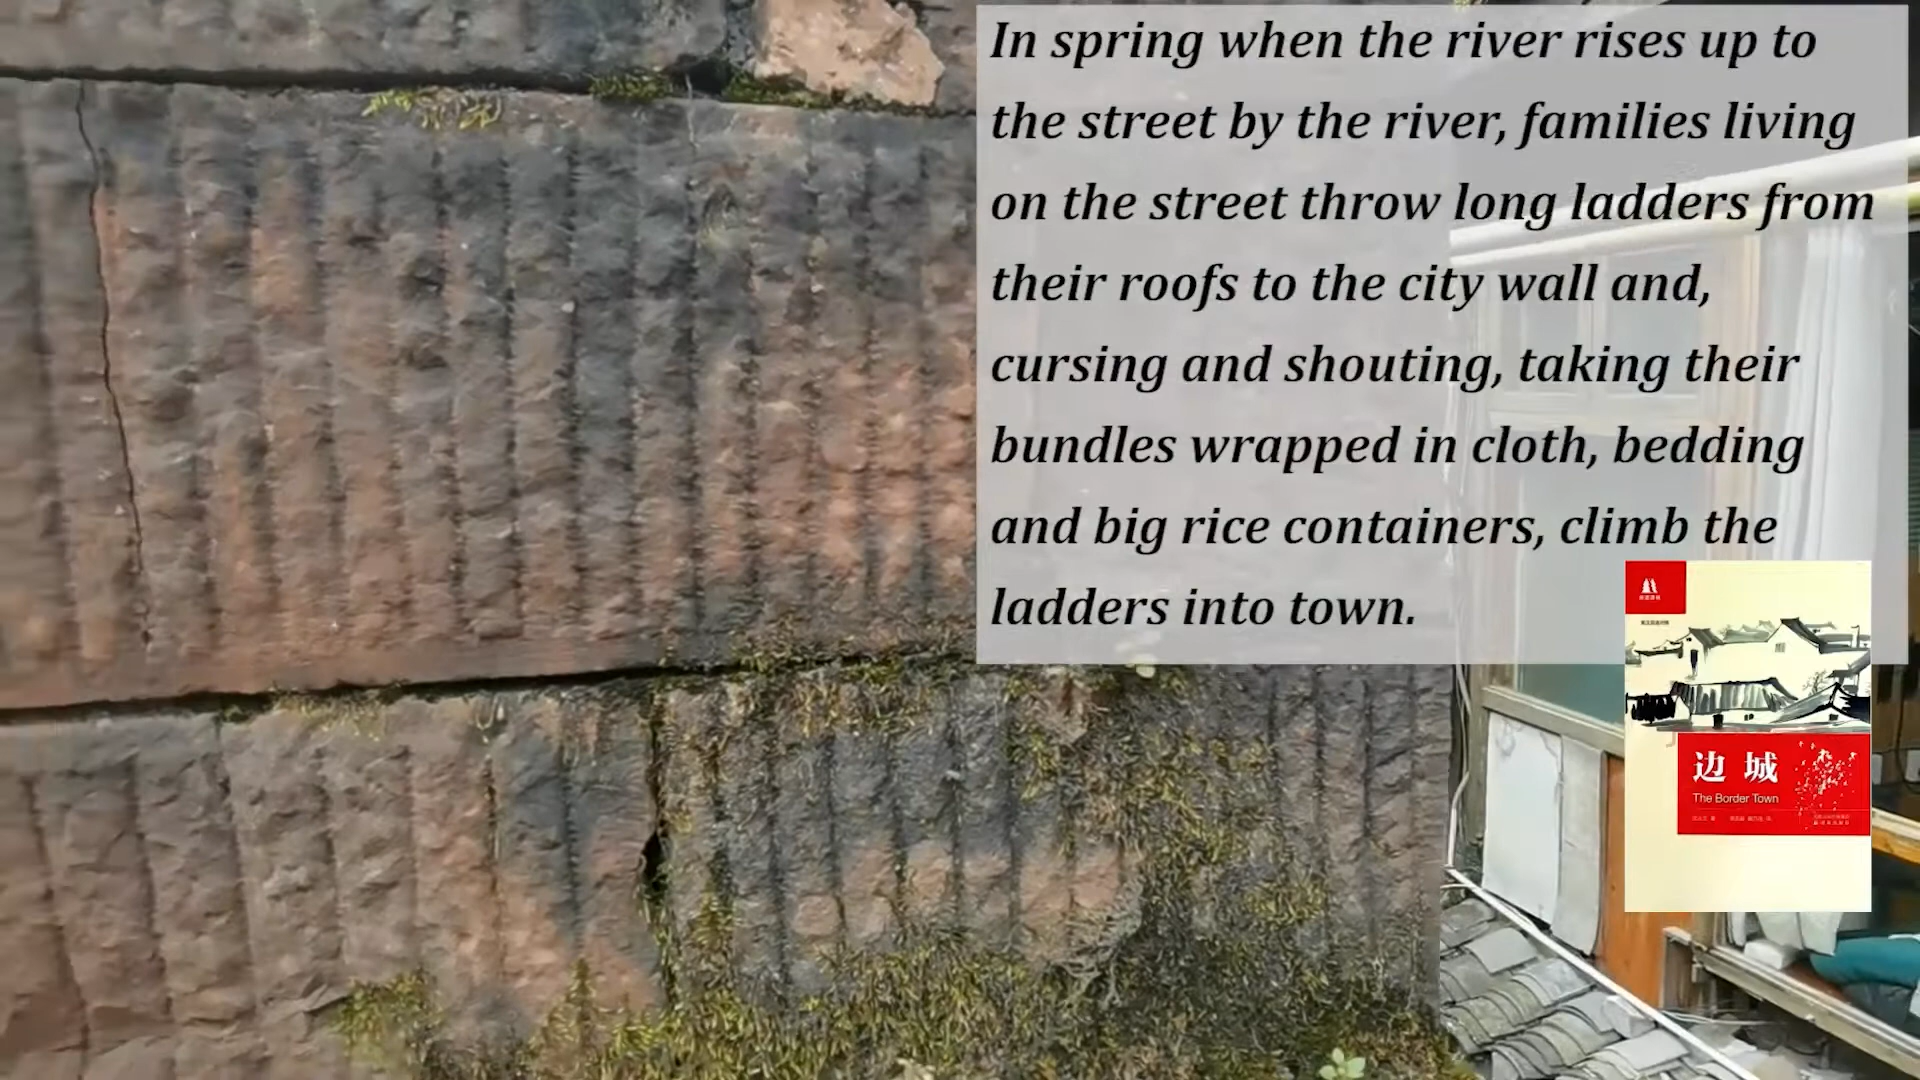 In spring when the river rises up to
the street by the river, families living
on the street throw long ladders from
their roofs to the city wall and,
cursing and shouting, taking their
bundles wrapped in cloth, bedding
and big rice containers, climb the
ladders into town.
边城
The Border Town